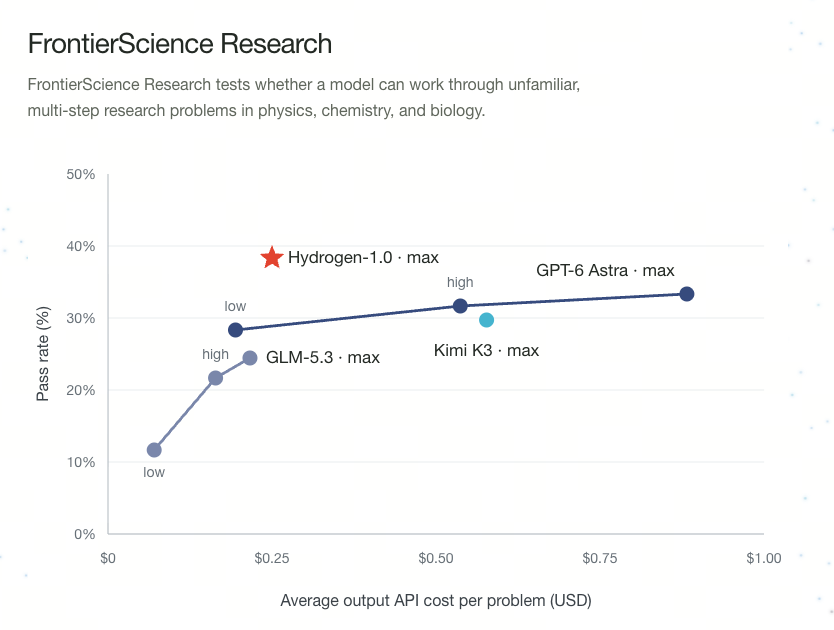 FrontierScience Research
FrontierScience Research tests whether a model can work through unfamiliar,
multi-step research problems in physics, chemistry, and biology.
50%
40%
Hydrogen-1.0 · max
GPT-6 Astra · max
high
low
30%
Kimi K3 · max
high
GLM-5.3 · max
Pass rate (%)
20%
10%
low
0%
$0
$0.25
$0.50
$0.75
$1.00
Average output API cost per problem (USD)